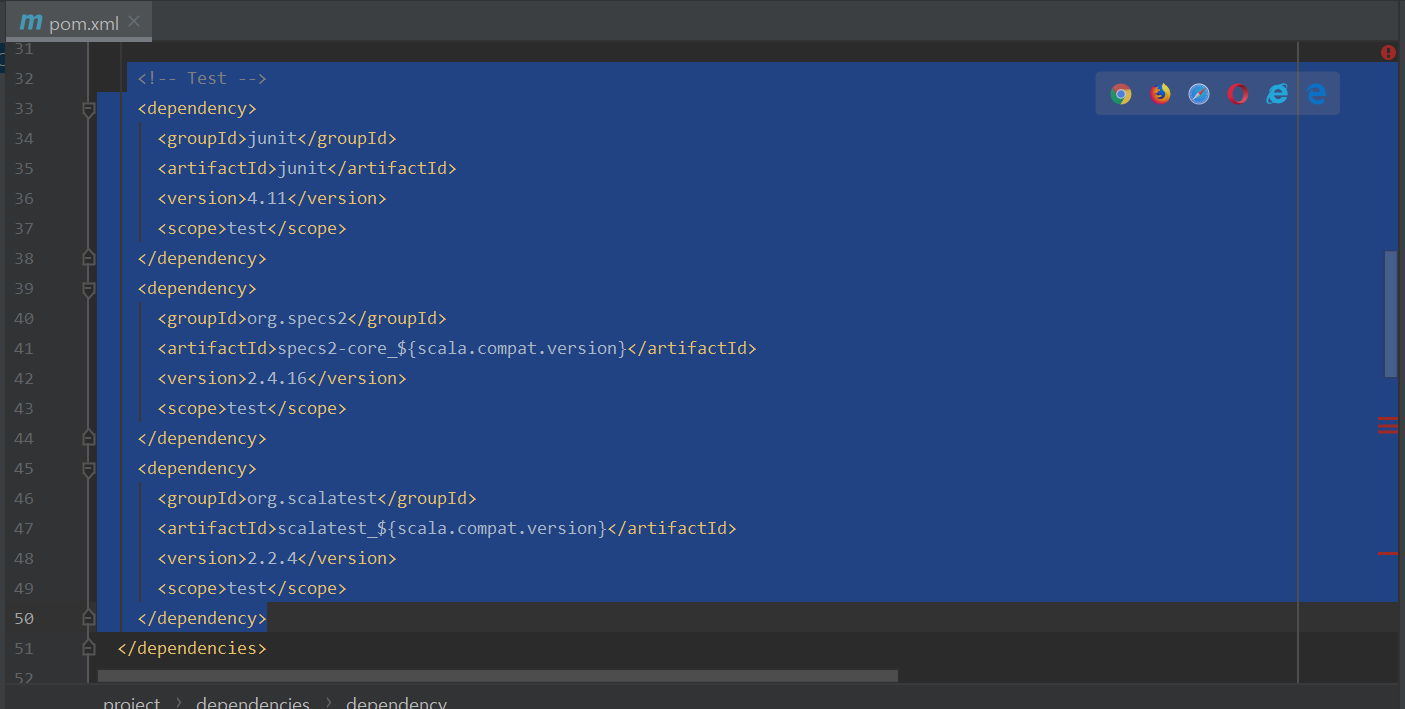 m pom.xml ×
31
32 <!-- Test -->
33 <dependency>
34 <groupId>junit</groupId>
35 <artifactId>junit</artifactId>
36 <version>4.11</version>
37 <scope>test</scope>
38 </dependency>
39 <dependency>
40 <groupId>org.specs2</groupId>
41 <artifactId>specs2-core_${scala.compat.version}</artifactId>
42 <version>2.4.16</version>
43 <scope>test</scope>
44 </dependency>
45 <dependency>
46 <groupId>org.scalatest</groupId>
47 <artifactId>scalatest_${scala.compat.version}</artifactId>
48 <version>2.2.4</version>
49 <scope>test</scope>
50 </dependency>
51 </dependencies>
52
project › dependencies › dependency